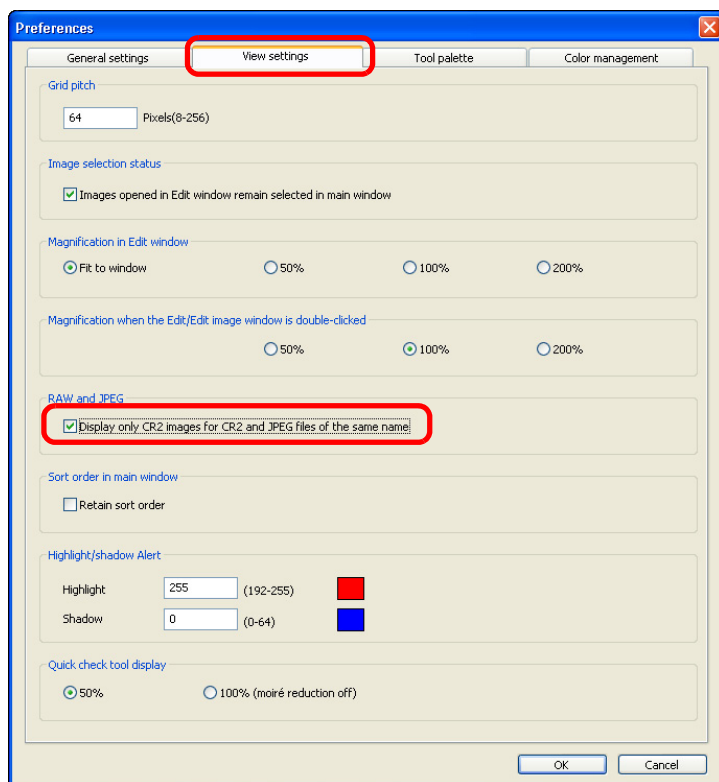 Preferences
General settings View settings Tool palette Color management
Grid pitch
64 Pixels(8-256)
Image selection status
Images opened in Edit window remain selected in main window
Magnification in Edit window
Fit to window 50% 100% 200%
Magnification when the Edit/Edit image window is double-clicked
50% 100% 200%
RAW and JPEG
Display only CR2 images for CR2 and JPEG files of the same name
Sort order in main window
Retain sort order
Highlight/shadow Alert
Highlight 255 (192-255)
Shadow 0 (0-64)
Quick check tool display
50% 100% (moiré reduction off)
OK Cancel